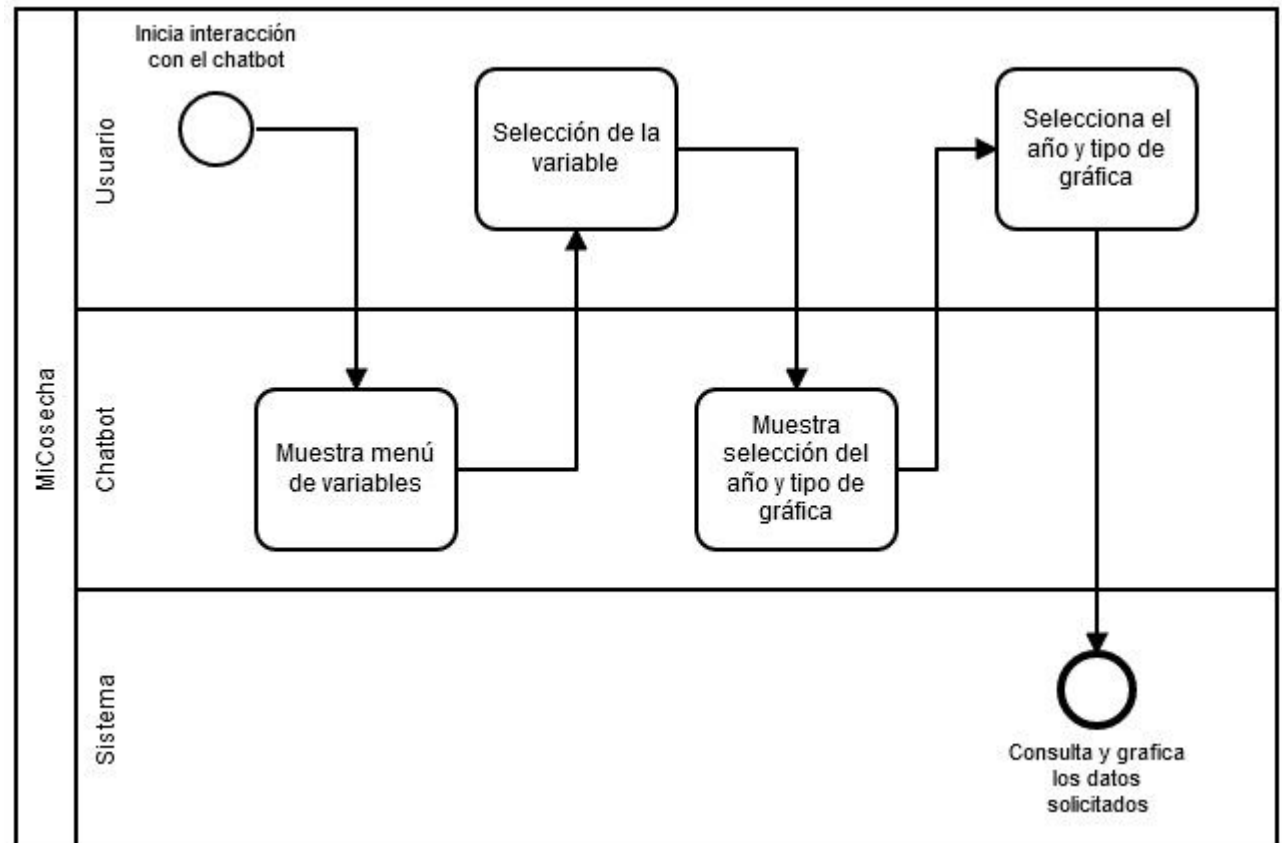 MiCosecha
Usuario
Inicia interacción
con el chatbot
Selección de la
variable
Selecciona el
año y tipo de
gráfica
Chatbot
Muestra menú
de variables
Muestra
selección del
año y tipo de
gráfica
Sistema
Consulta y grafica
los datos
solicitados